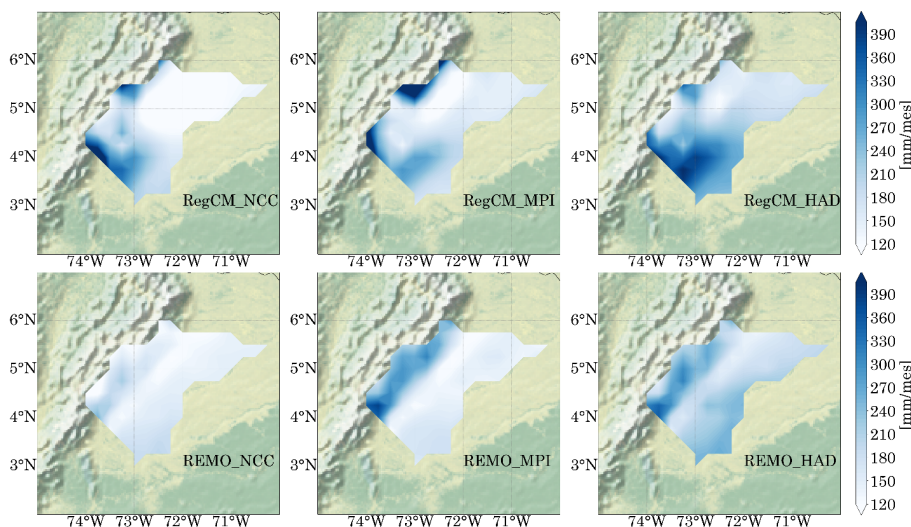 6°N
5°N
4°N
3°N
RegCM_NCC
RegCM_MPI
RegCM_HAD
390
360
330
300
270
240
210
180
150
120
[mm/mes]
74°W 73°W 72°W 71°W
74°W 73°W 72°W 71°W
74°W 73°W 72°W 71°W
6°N
5°N
4°N
3°N
REMO_NCC
REMO_MPI
REMO_HAD
390
360
330
300
270
240
210
180
150
120
[mm/mes]
74°W 73°W 72°W 71°W
74°W 73°W 72°W 71°W
74°W 73°W 72°W 71°W